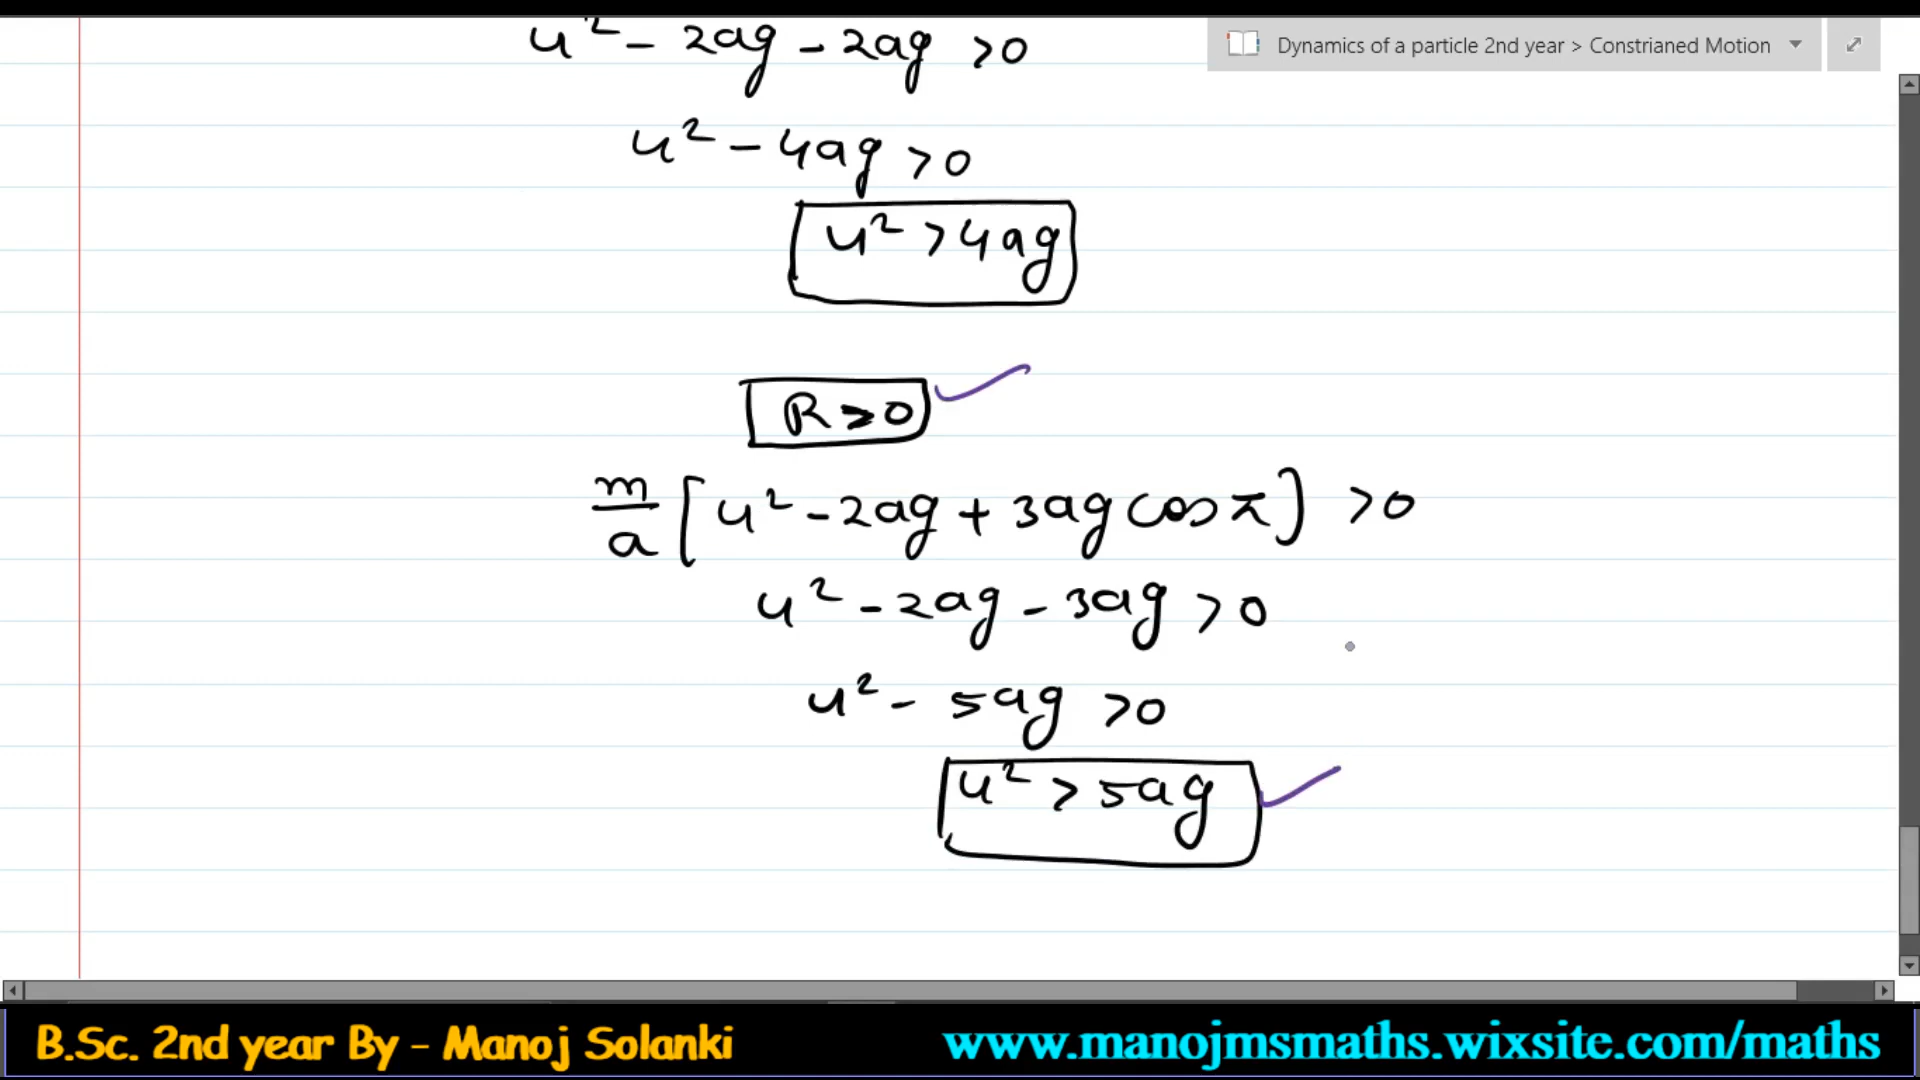 u² - 2ag - 2ag > 0
Dynamics of a particle 2nd year > Constrianed Motion
u² - 4ag > 0
u² > 4ag
R > 0
m/a [u² - 2ag + 3ag cos π] > 0
u² - 2ag - 3ag > 0
u² - 5ag > 0
u² > 5ag
B.Sc. 2nd year By - Manoj Solanki
www.manojmsmaths.wixsite.com/maths